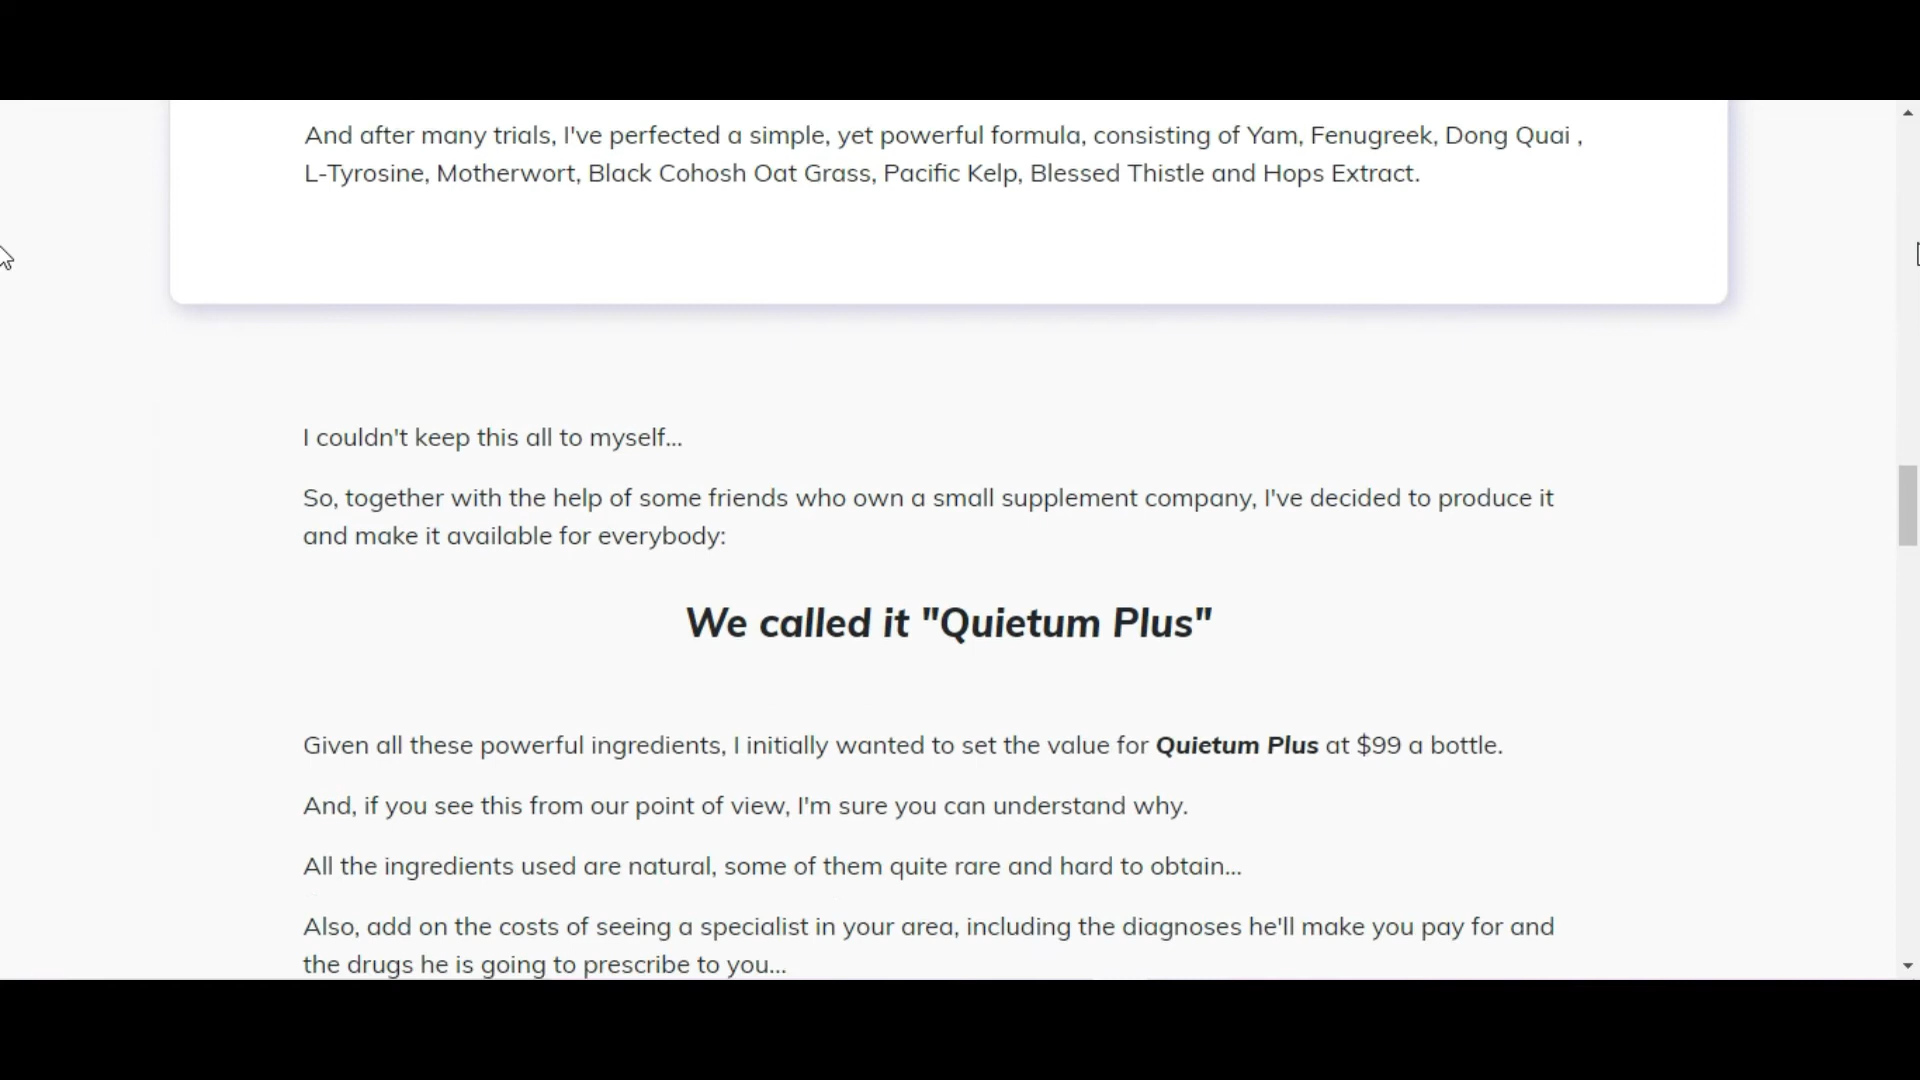 And after many trials, I've perfected a simple, yet powerful formula, consisting of Yam, Fenugreek, Dong Quai ,
L-Tyrosine, Motherwort, Black Cohosh Oat Grass, Pacific Kelp, Blessed Thistle and Hops Extract.
I couldn't keep this all to myself...
So, together with the help of some friends who own a small supplement company, I've decided to produce it
and make it available for everybody:
We called it "Quietum Plus"
Given all these powerful ingredients, I initially wanted to set the value for Quietum Plus at $99 a bottle.
And, if you see this from our point of view, I'm sure you can understand why.
All the ingredients used are natural, some of them quite rare and hard to obtain...
Also, add on the costs of seeing a specialist in your area, including the diagnoses he'll make you pay for and
the drugs he is going to prescribe to you...